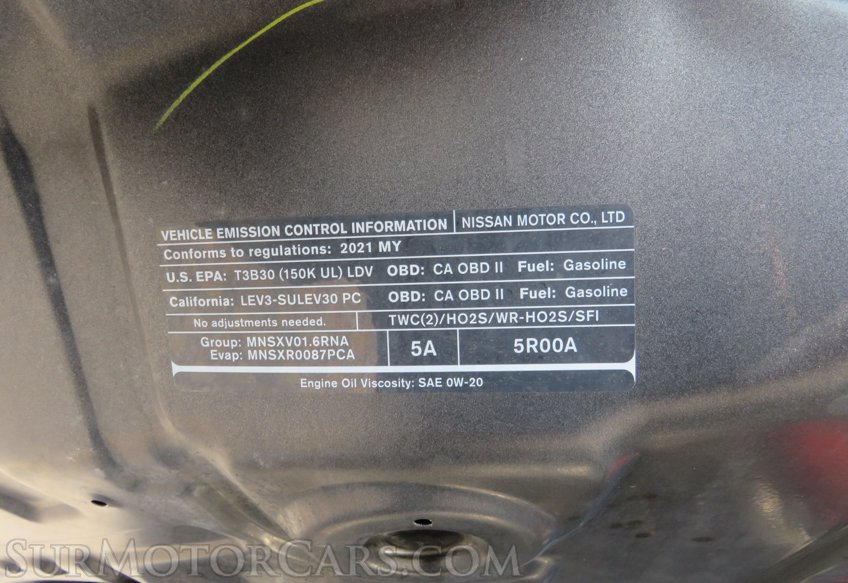 VEHICLE EMISSION CONTROL INFORMATION NISSAN MOTOR CO., LTD
Conforms to regulations: 2021 MY
U.S. EPA: T3B30 (150K UL) LDV OBD: CA OBD II Fuel: Gasoline
California: LEV3-SULEV30 PC OBD: CA OBD II Fuel: Gasoline
No adjustments needed. TWC(2)/HO2S/WR-HO2S/SFI
Group: MNSXV01.6RNA
Evap: MNSXR0087PCA
5A 5R00A
Engine Oil Viscosity: SAE 0W-20
SurMotorCars.com